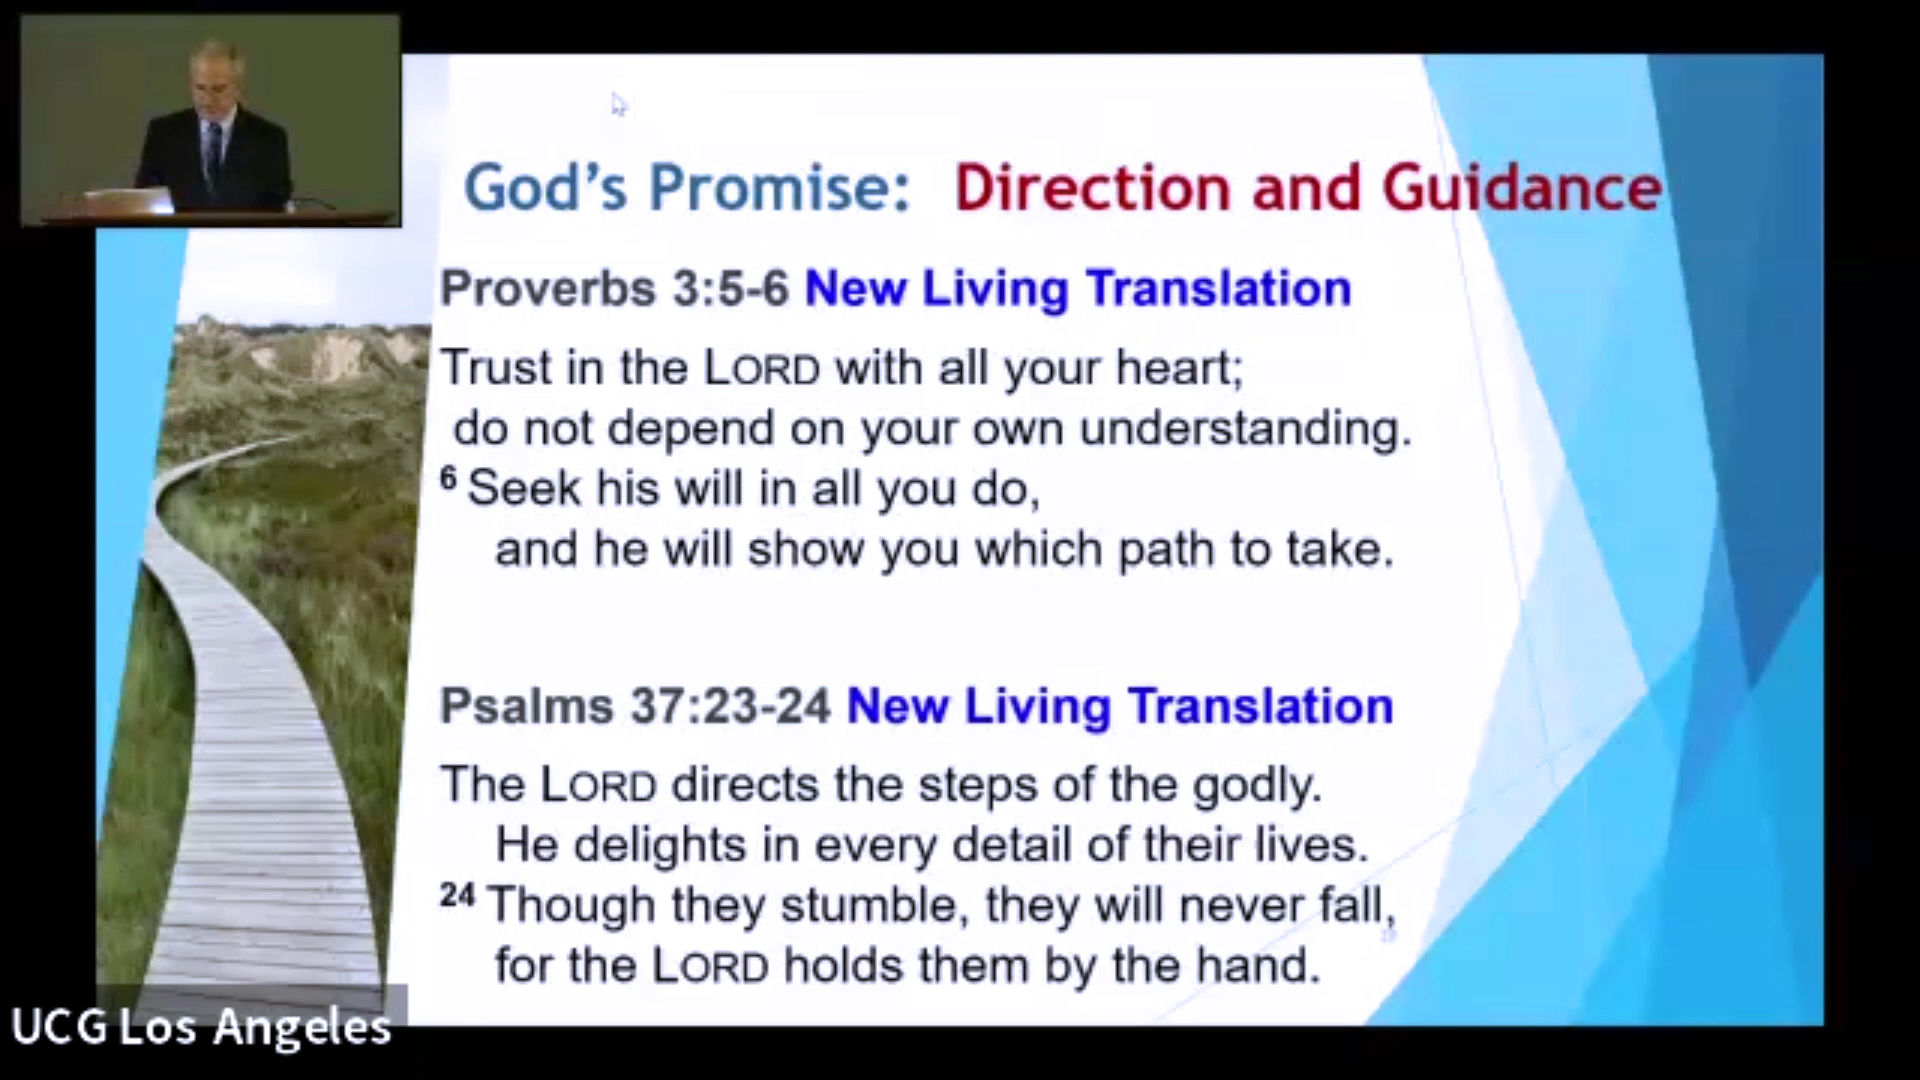 God's Promise: Direction and Guidance
Proverbs 3:5-6 New Living Translation
Trust in the LORD with all your heart;
do not depend on your own understanding.
6 Seek his will in all you do,
and he will show you which path to take.
Psalms 37:23-24 New Living Translation
The LORD directs the steps of the godly.
He delights in every detail of their lives.
24 Though they stumble, they will never fall,
for the LORD holds them by the hand.
UCG Los Angeles